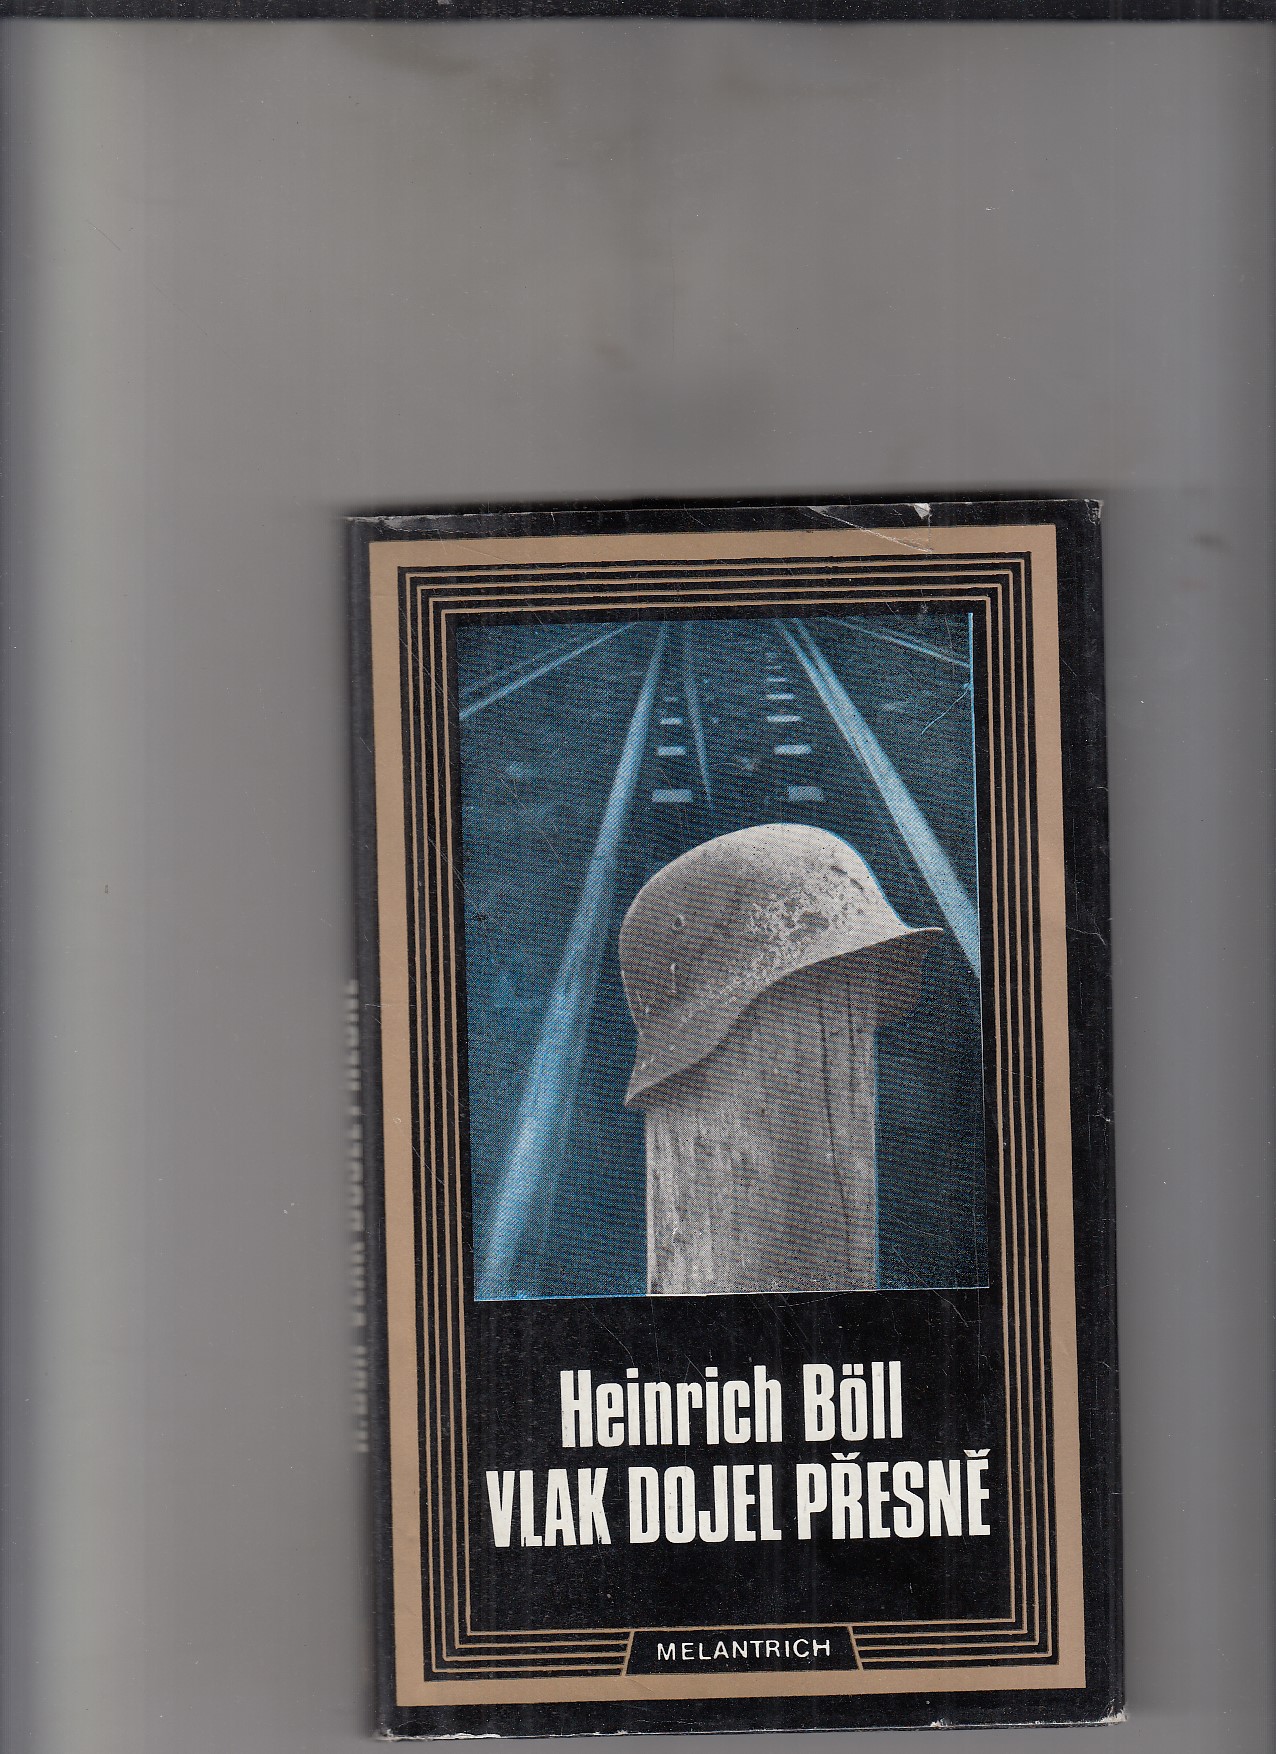 Heinrich Böll
VLAK DOJEL PŘESNĚ
MELANTRICH